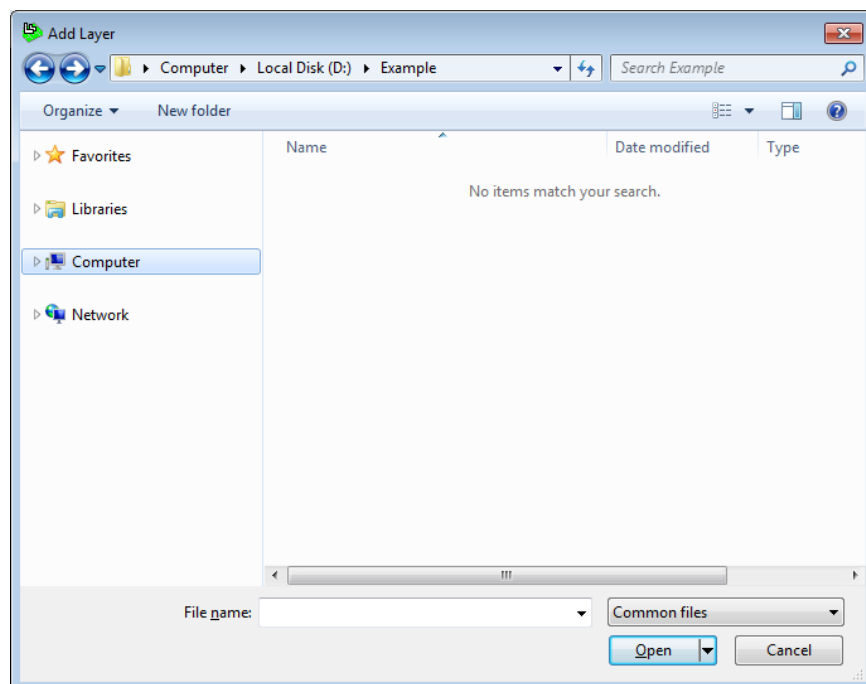 Add Layer
Computer Local Disk (D:) Example Search Example
Organize New folder
Name Date modified Type
No items match your search.
Favorites
Libraries
Computer
Network
File name: Common files
Open Cancel